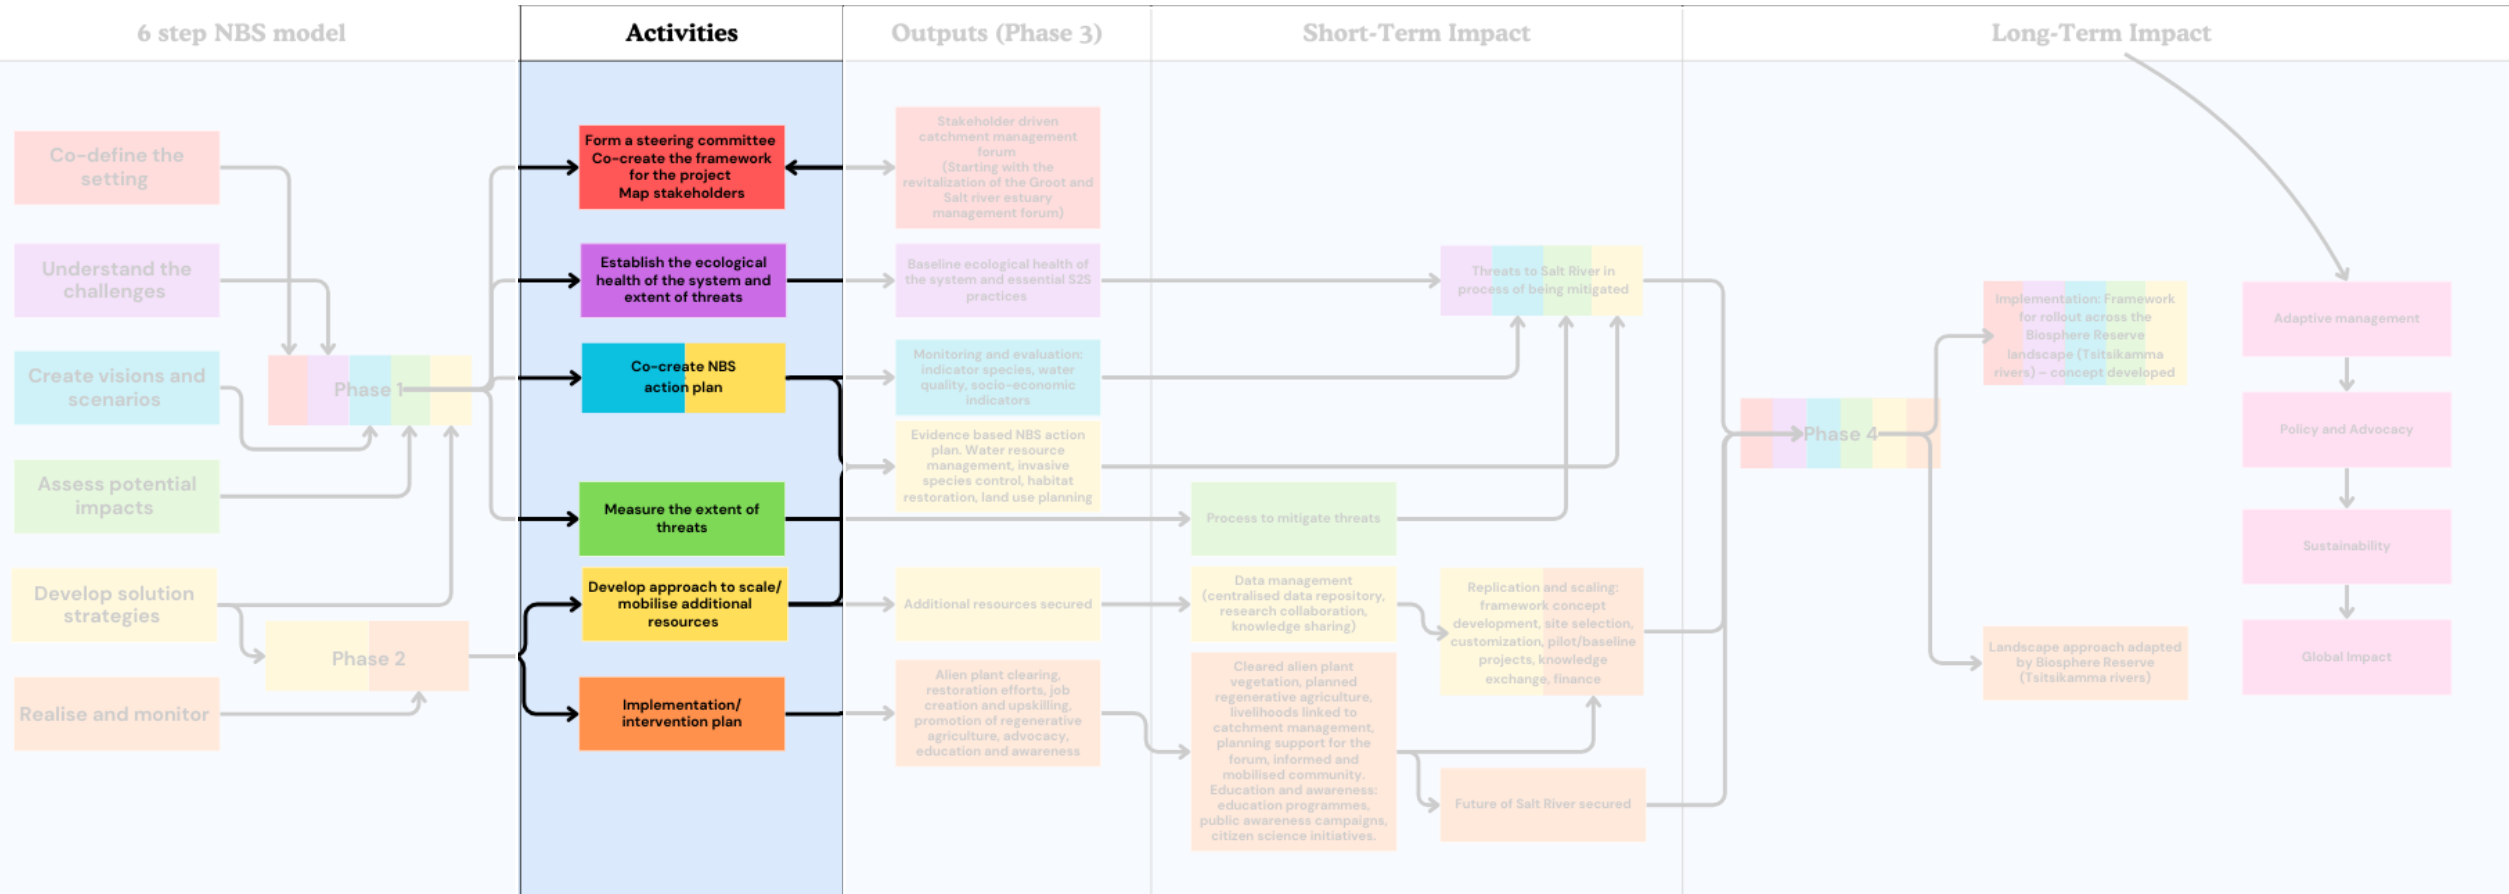 6 step NBS model
Activities
Outputs (Phase 3)
Short-Term Impact
Long-Term Impact
Co-define the
setting
Understand the
challenges
Create visions and
scenarios
Assess potential
impacts
Develop solution
strategies
Realise and monitor
Phase 1
Phase 2
Form a steering committee
Co-create the framework
for the project
Map stakeholders
Establish the ecological
health of the system and
extent of threats
Co-create NBS
action plan
Measure the extent of
threats
Develop approach to scale/
mobilise additional
resources
Implementation/
intervention plan
Stakeholder driven
catchment management
forum
(Starting with the
revitalization of the Groot and
Salt river estuary
management forum)
Baseline ecological health of
the system and essential S2S
practices
Monitoring and evaluation:
indicator species, water
quality, socio-economic
indicators
Evidence based NBS action
plan. Water resource
management, invasive
species control, habitat
restoration, land use planning
Additional resources secured
Alien plant clearing,
restoration efforts, job
creation and upskilling,
promotion of regenerative
agriculture, advocacy,
education and awareness
Process to mitigate threats
Data management
(centralised data repository,
research collaboration,
knowledge sharing)
Cleared alien plant
vegetation, planned
regenerative agriculture,
livelihoods linked to
catchment management,
planning support for the
forum, informed and
mobilised community.
Education and awareness:
education programmes,
public awareness campaigns,
citizen science initiatives.
Threats to Salt River in
process of being mitigated
Replication and scaling:
framework concept
development, site selection,
customization, pilot/baseline
projects, knowledge
exchange, finance
Future of Salt River secured
Phase 4
Implementation: Framework
for rollout across the
Biosphere Reserve
landscape (Tsitsikamma
rivers) – concept developed
Landscape approach adapted
by Biosphere Reserve
(Tsitsikamma rivers)
Adaptive management
Policy and Advocacy
Sustainability
Global Impact